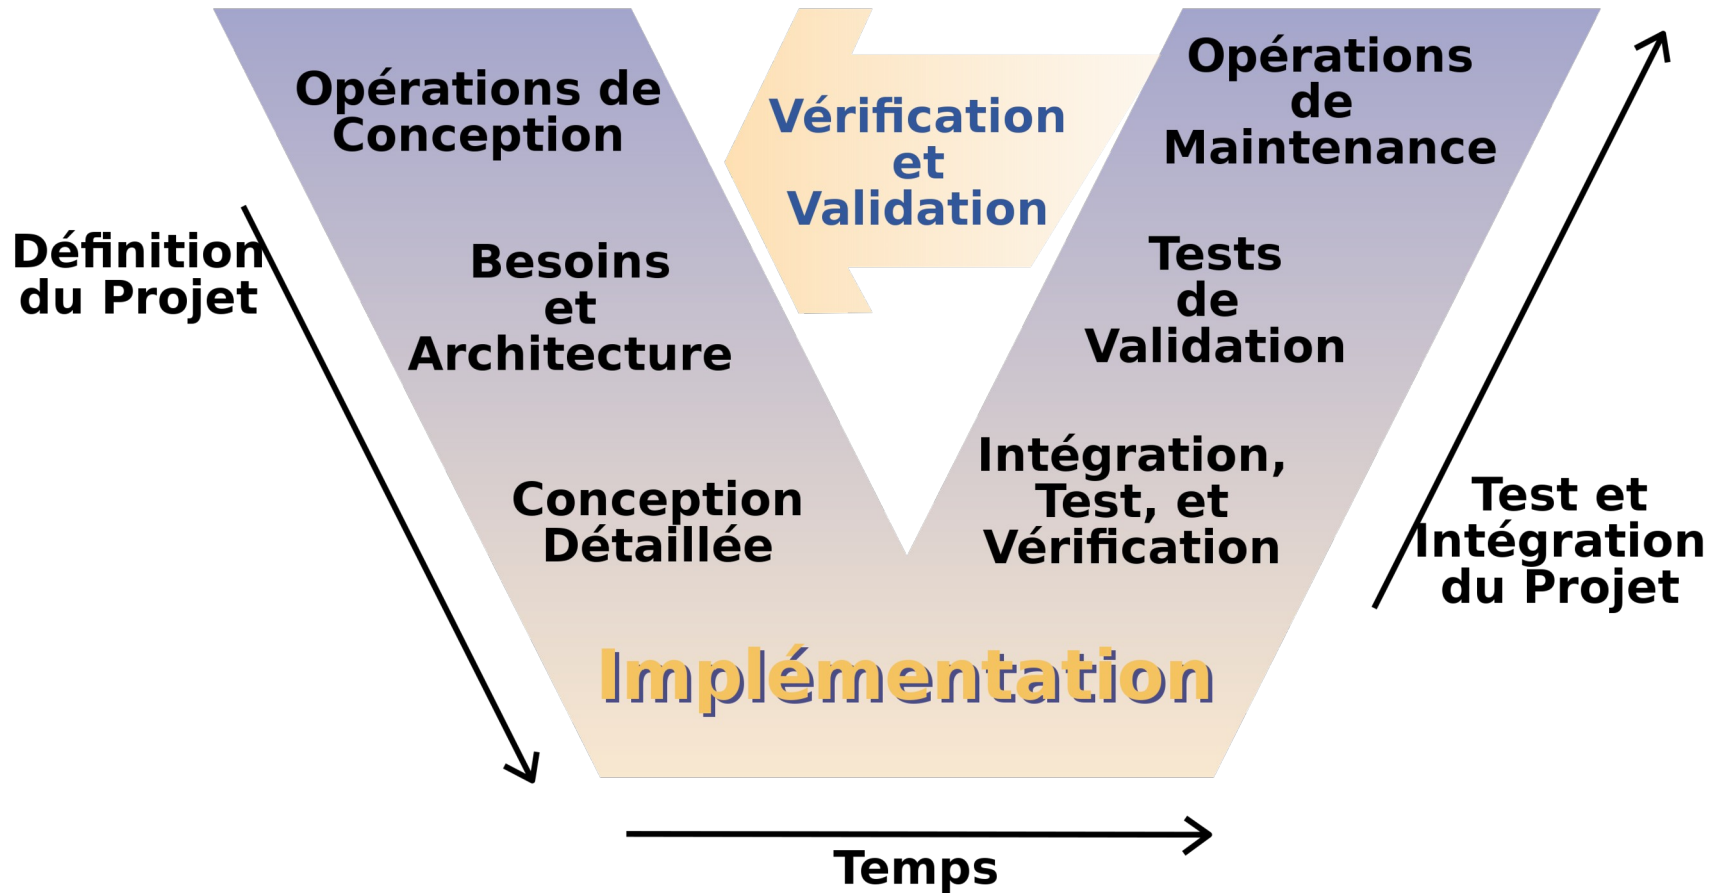 Opérations de
Conception
Vérification
et
Validation
Opérations
de
Maintenance
Définition
du Projet
Besoins
et
Architecture
Tests
de
Validation
Conception
Détaillée
Intégration,
Test, et
Vérification
Test et
Intégration
du Projet
Implémentation
Temps